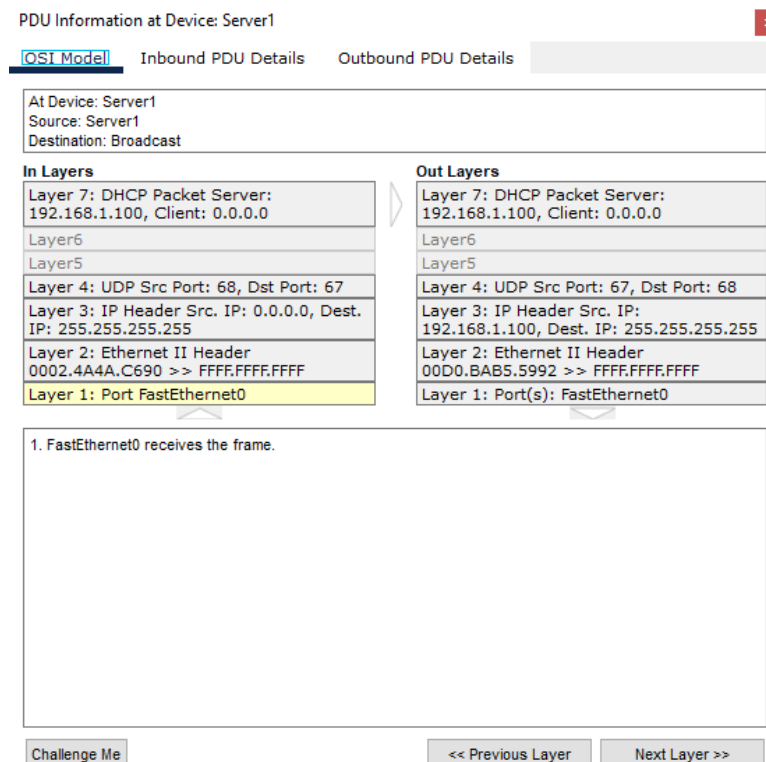 PDU Information at Device: Server1
OSI Model Inbound PDU Details Outbound PDU Details
At Device: Server1
Source: Server1
Destination: Broadcast
In Layers
Layer 7: DHCP Packet Server:
192.168.1.100, Client: 0.0.0.0
Layer6
Layer5
Layer 4: UDP Src Port: 68, Dst Port: 67
Layer 3: IP Header Src. IP: 0.0.0.0, Dest.
IP: 255.255.255.255
Layer 2: Ethernet II Header
0002.4A4A.C690 >> FFFF.FFFF.FFFF
Layer 1: Port FastEthernet0
Out Layers
Layer 7: DHCP Packet Server:
192.168.1.100, Client: 0.0.0.0
Layer6
Layer5
Layer 4: UDP Src Port: 67, Dst Port: 68
Layer 3: IP Header Src. IP:
192.168.1.100, Dest. IP: 255.255.255.255
Layer 2: Ethernet II Header
00D0.BAB5.5992 >> FFFF.FFFF.FFFF
Layer 1: Port(s): FastEthernet0
1. FastEthernet0 receives the frame.
Challenge Me << Previous Layer Next Layer >>